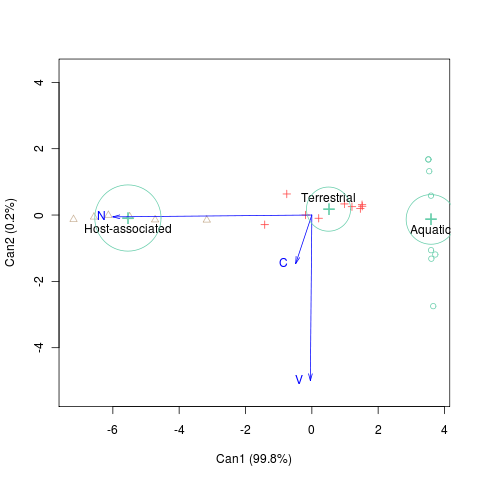 4
2
0
-2
-4
Can2 (0.2%)
Terrestrial
N
Host-associated
Aquatic
C
V
-6 -4 -2 0 2 4
Can1 (99.8%)